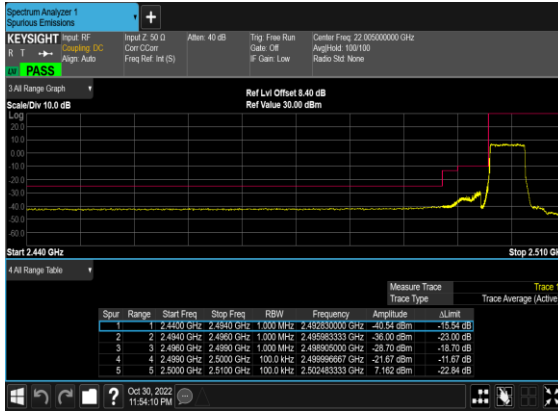 Spectrum Analyzer 1
Spurious Emissions
KEYSIGHT Input: RF Input Z: 50 Ω Atten: 40 dB Trig: Free Run Center Freq: 22.005000000 GHz
R T Coupling: DC Corr CCorr Gate: Off Avg|Hold: 100/100
Align: Auto Freq Ref: Int (S) IF Gain: Low Radio Std: None
PASS
3 All Range Graph Ref Lvl Offset 8.40 dB
Scale/Div 10.0 dB Ref Value 30.00 dBm
Log
20.0
10.0
0.00
-10.0
-20.0
-30.0
-40.0
-50.0
-60.0
Start 2.440 GHz Stop 2.510 GH
4 All Range Table
Measure Trace Trace 1
Trace Type Trace Average (Active
Spur Range Start Freq Stop Freq RBW Frequency Amplitude ΔLimit
1 1 2.4400 GHz 2.4940 GHz 1.000 MHz 2.492830000 GHz -40.54 dBm -15.54 dB
2 2 2.4940 GHz 2.4960 GHz 1.000 MHz 2.495983333 GHz -36.00 dBm -23.00 dB
3 3 2.4960 GHz 2.4990 GHz 1.000 MHz 2.498905000 GHz -28.70 dBm -18.70 dB
4 4 2.4990 GHz 2.5000 GHz 100.0 kHz 2.499996667 GHz -21.67 dBm -11.67 dB
5 5 2.5000 GHz 2.5100 GHz 100.0 kHz 2.502483333 GHz 7.162 dBm -22.84 dB
Oct 30, 2022
11:54:10 PM